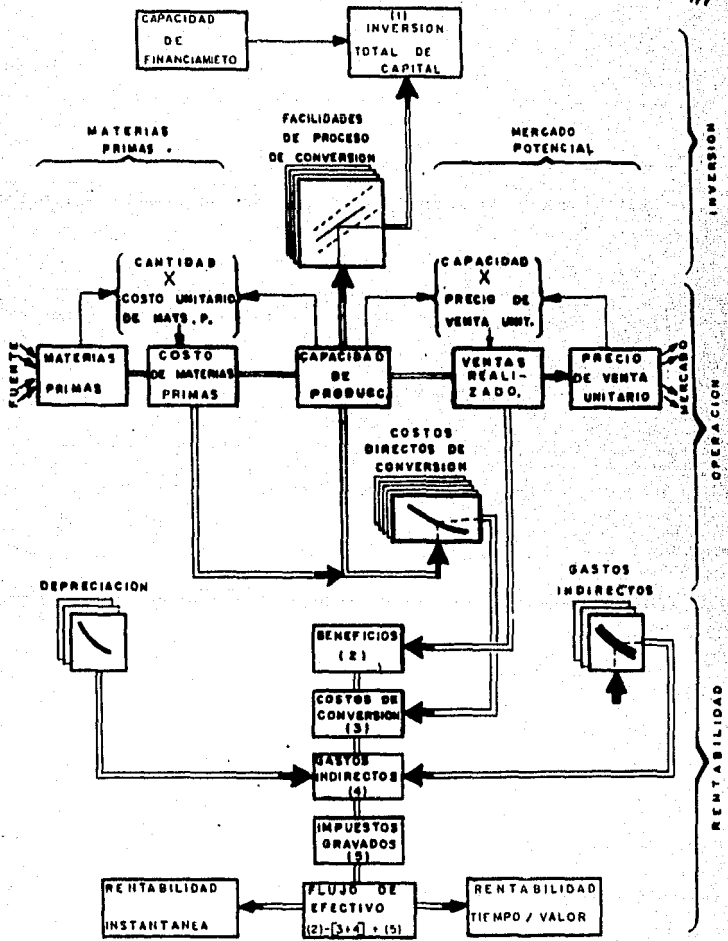 CAPACIDAD
DE
FINANCIAMIETO
(1)
INVERSION
TOTAL DE
CAPITAL
MATERIAS
PRIMAS.
FACILIDADES
DE PROCESO
DE CONVERSION
MERCADO
POTENCIAL
INVERSION
CANTIDAD
X
COSTO UNITARIO
DE MATS. P.
CAPACIDAD
X
PRECIO DE
VENTA UNIT.
FUENTE
MATERIAS
PRIMAS
COSTO
DE MATERIAS
PRIMAS
CAPACIDAD
DE
PRODUCC.
VENTAS
REALI-
ZADO.
PRECIO
DE VENTA
UNITARIO
MERCADO
OPERACION
COSTOS
DIRECTOS DE
CONVERSION
DEPRECIACION
GASTOS
INDIRECTOS
BENEFICIOS
(2)
COSTOS DE
CONVERSION
(3)
GASTOS
INDIRECTOS
(4)
IMPUESTOS
GRAVADOS
(5)
RENTABILIDAD
RENTABILIDAD
INSTANTANEA
FLUJO DE
EFECTIVO
(2)-[3+4] + (5)
RENTABILIDAD
TIEMPO / VALOR